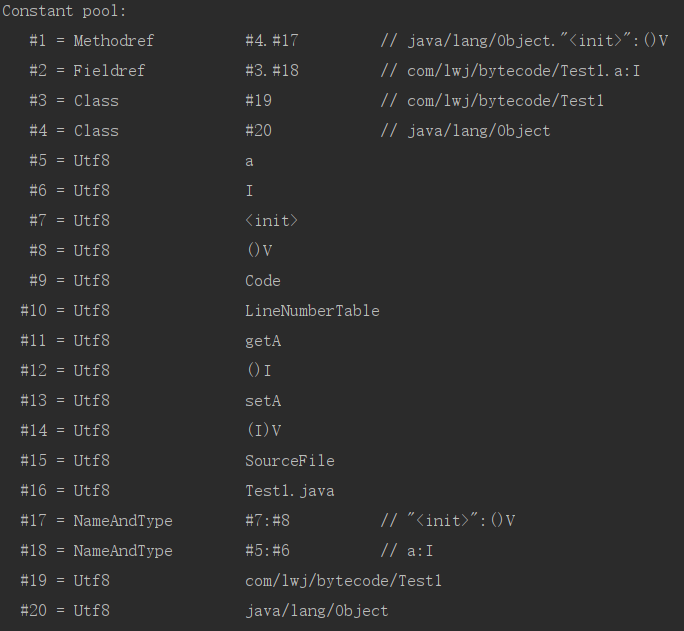 Constant pool:
#1 = Methodref #4.#17 // java/lang/Object."<init>":()V
#2 = Fieldref #3.#18 // com/lwj/bytecode/Test1.a:I
#3 = Class #19 // com/lwj/bytecode/Test1
#4 = Class #20 // java/lang/Object
#5 = Utf8 a
#6 = Utf8 I
#7 = Utf8 <init>
#8 = Utf8 ()V
#9 = Utf8 Code
#10 = Utf8 LineNumberTable
#11 = Utf8 getA
#12 = Utf8 ()I
#13 = Utf8 setA
#14 = Utf8 (I)V
#15 = Utf8 SourceFile
#16 = Utf8 Test1.java
#17 = NameAndType #7:#8 // "<init>":()V
#18 = NameAndType #5:#6 // a:I
#19 = Utf8 com/lwj/bytecode/Test1
#20 = Utf8 java/lang/Object